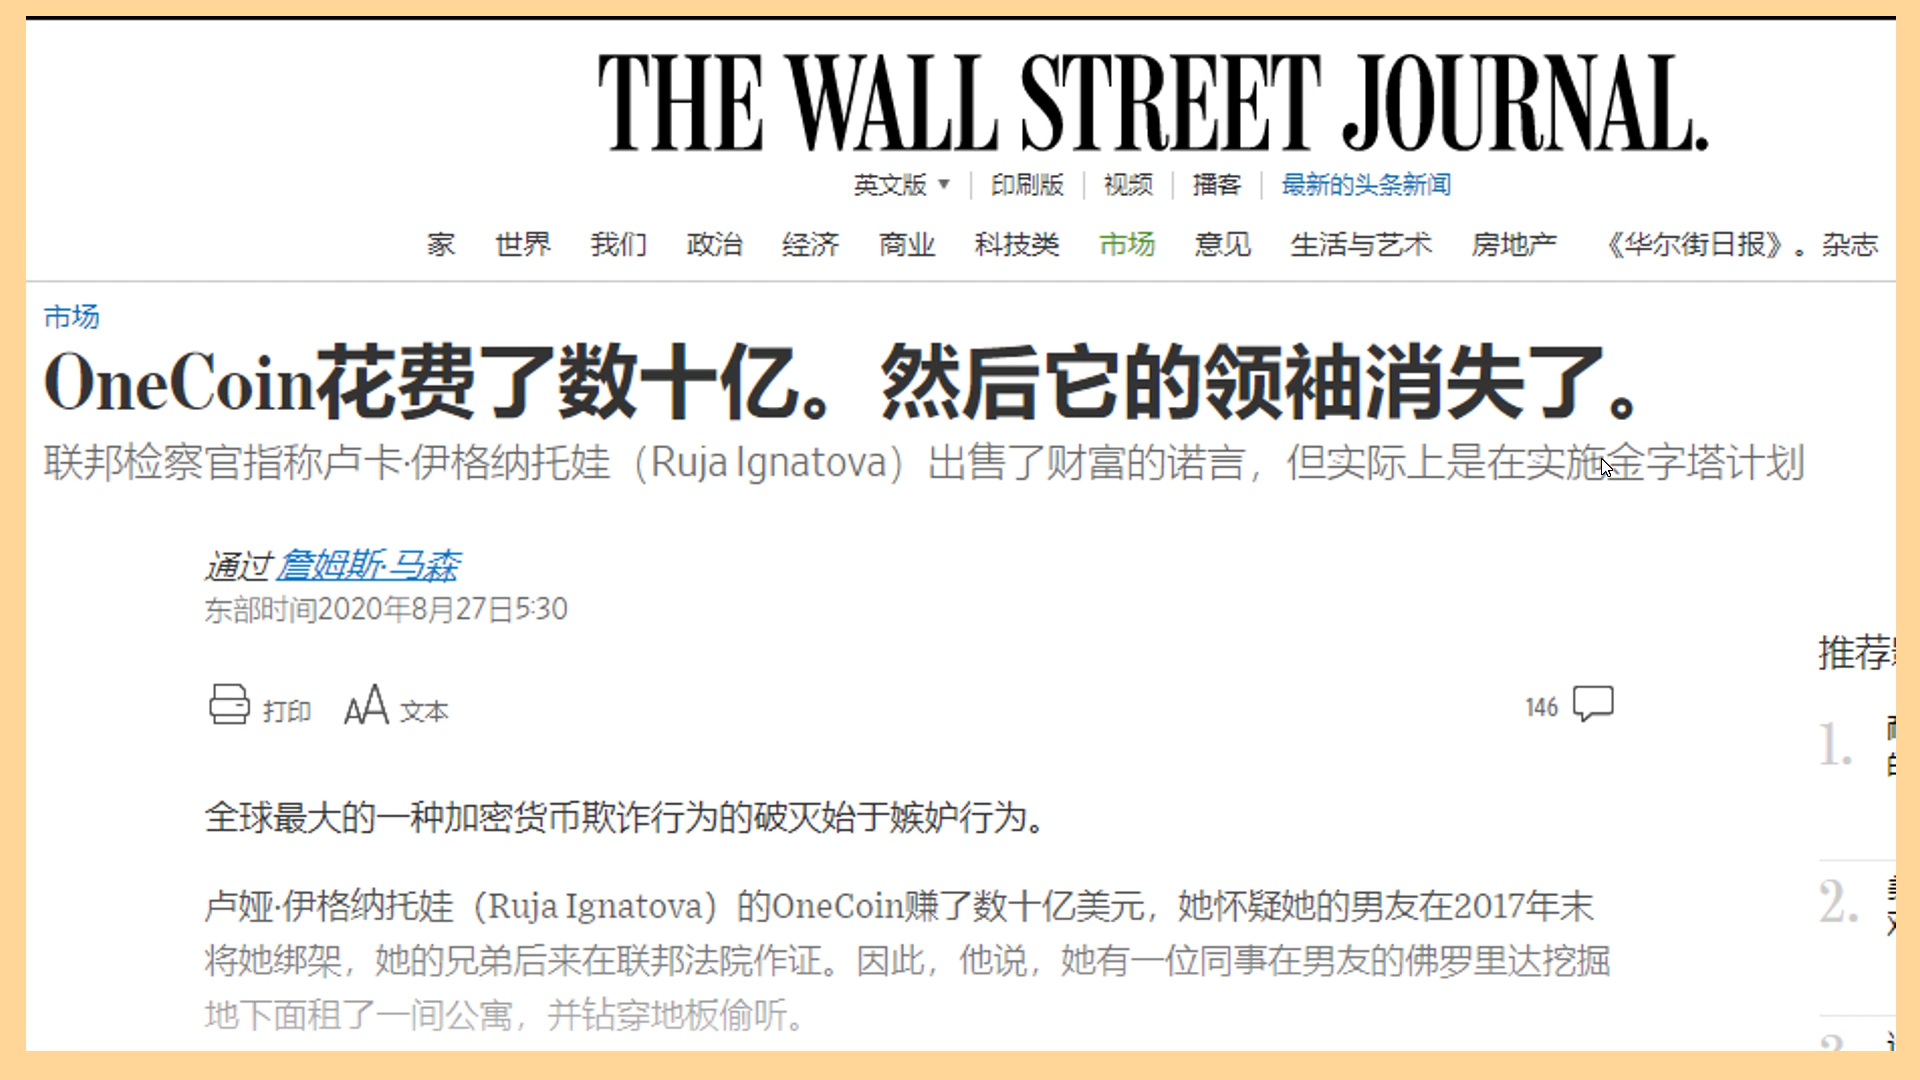 THE WALL STREET JOURNAL.
英文版 印刷版 视频 播客 最新的头条新闻
家 世界 我们 政治 经济 商业 科技类 市场 意见 生活与艺术 房地产 《华尔街日报》。杂志
市场
OneCoin花费了数十亿。然后它的领袖消失了。
联邦检察官指称卢卡·伊格纳托娃（Ruja Ignatova）出售了财富的诺言，但实际上是在实施金字塔计划
通过 詹姆斯·马森
东部时间2020年8月27日5:30
打印 AA 文本
146
推荐
1.
2.
全球最大的一种加密货币欺诈行为的破灭始于嫉妒行为。
卢娅·伊格纳托娃（Ruja Ignatova）的OneCoin赚了数十亿美元，她怀疑她的男友在2017年末
将她绑架，她的兄弟后来在联邦法院作证。因此，他说，她有一位同事在男友的佛罗里达挖掘
地下面租了一间公寓，并钻穿地板偷听。